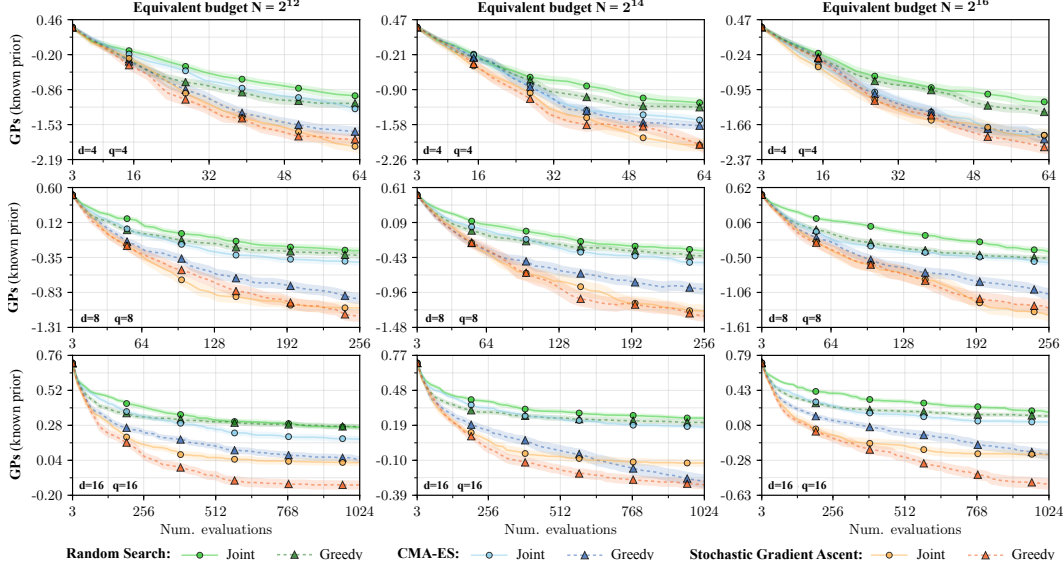 Equivalent budget N = 2^12 Equivalent budget N = 2^14 Equivalent budget N = 2^16
GPs (known prior)
0.46
-0.20
-0.86
-1.53
-2.19
d=4 q=4
3 16 32 48 64
0.46
-0.21
-0.90
-1.58
-2.26
d=4 q=4
3 16 32 48 64
0.46
-0.24
-0.95
-1.66
-2.37
d=4 q=4
3 16 32 48 64
GPs (known prior)
0.60
0.12
-0.35
-0.83
-1.31
d=8 q=8
3 64 128 192 256
0.61
0.09
-0.43
-0.96
-1.48
d=8 q=8
3 64 128 192 256
0.62
0.06
-0.50
-1.06
-1.61
d=8 q=8
3 64 128 192 256
GPs (known prior)
0.76
0.52
0.28
0.04
-0.20
d=16 q=16
3 256 512 768 1024
Num. evaluations
0.77
0.48
0.19
-0.10
-0.39
d=16 q=16
3 256 512 768 1024
Num. evaluations
0.79
0.43
0.08
-0.28
-0.63
d=16 q=16
3 256 512 768 1024
Num. evaluations
Random Search: Joint Greedy CMA-ES: Joint Greedy Stochastic Gradient Ascent: Joint Greedy